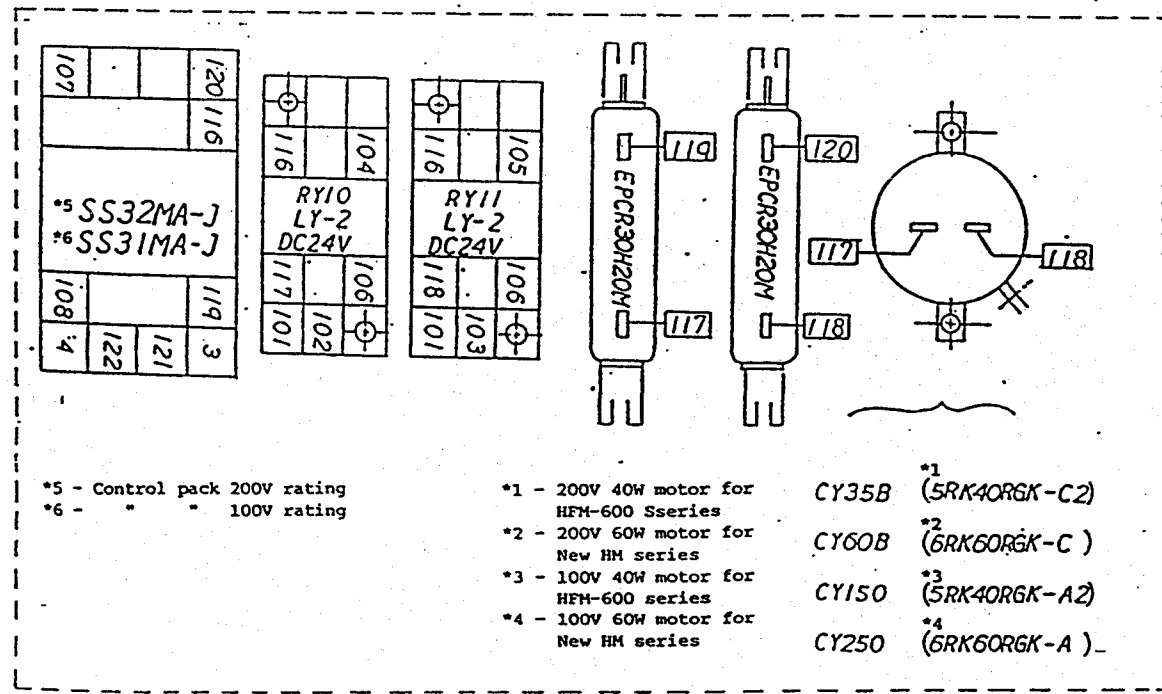 107 120
116
*5 SS32MA-J
*6 SS31MA-J
108 119
4 122 121 3
116 104
RY10
LY-2
DC24V
117 106
101 102
116 105
RY11
LY-2
DC24V
118 106
101 103
119
EPCR30H20M
117
120
EPCR30H20M
118
117 118
*5 - Control pack 200V rating
*6 - " " 100V rating
*1 - 200V 40W motor for
HFM-600 Sseries
*2 - 200V 60W motor for
New HM series
*3 - 100V 40W motor for
HFM-600 series
*4 - 100V 60W motor for
New HM series
*1
CY35B (5RK40RGK-C2)
*2
CY60B (6RK60RGK-C )
*3
CY150 (5RK40RGK-A2)
*4
CY250 (6RK60RGK-A )